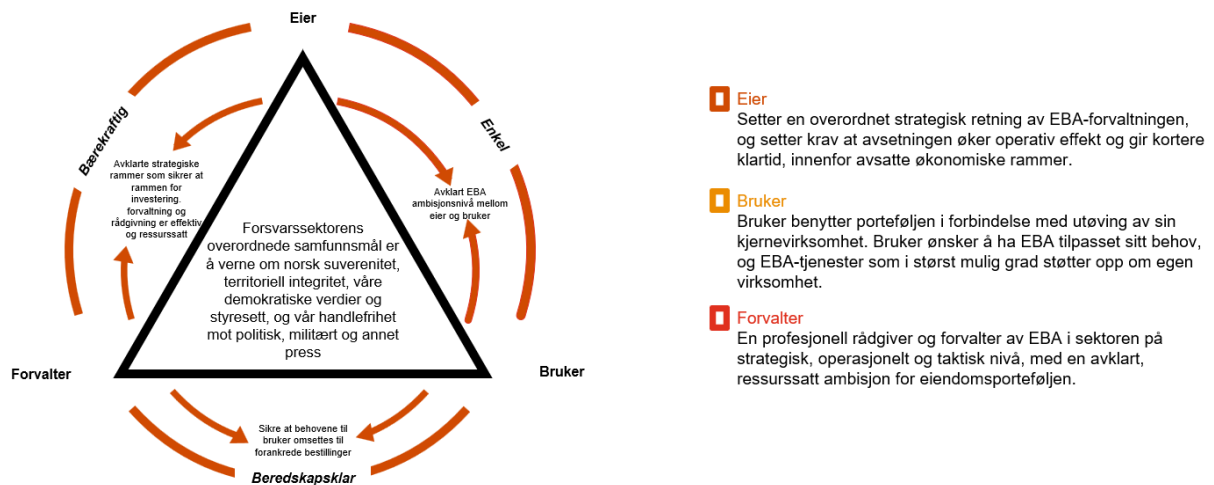 Eier
Bærekraftig
Enkel
Avklarte strategiske
rammer som sikrer at
rammen for
investering.
forvaltning og
rådgivning er effektiv
og ressurssatt
Avklart EBA
ambisjonsnivå mellom
eier og bruker
Forsvarssektorens
overordnede samfunnsmål er
å verne om norsk suverenitet,
territoriell integritet, våre
demokratiske verdier og
styresett, og vår handlefrihet
mot politisk, militært og annet
press
Forvalter
Bruker
Sikre at behovene til
bruker omsettes til
forankrede bestillinger
Beredskapsklar
Eier
Setter en overordnet strategisk retning av EBA-forvaltningen,
og setter krav at avsetningen øker operativ effekt og gir kortere
klartid, innenfor avsatte økonomiske rammer.
Bruker
Bruker benytter porteføljen i forbindelse med utøving av sin
kjernevirksomhet. Bruker ønsker å ha EBA tilpasset sitt behov,
og EBA-tjenester som i størst mulig grad støtter opp om egen
virksomhet.
Forvalter
En profesjonell rådgiver og forvalter av EBA i sektoren på
strategisk, operasjonelt og taktisk nivå, med en avklart,
ressurssatt ambisjon for eiendomsporteføljen.